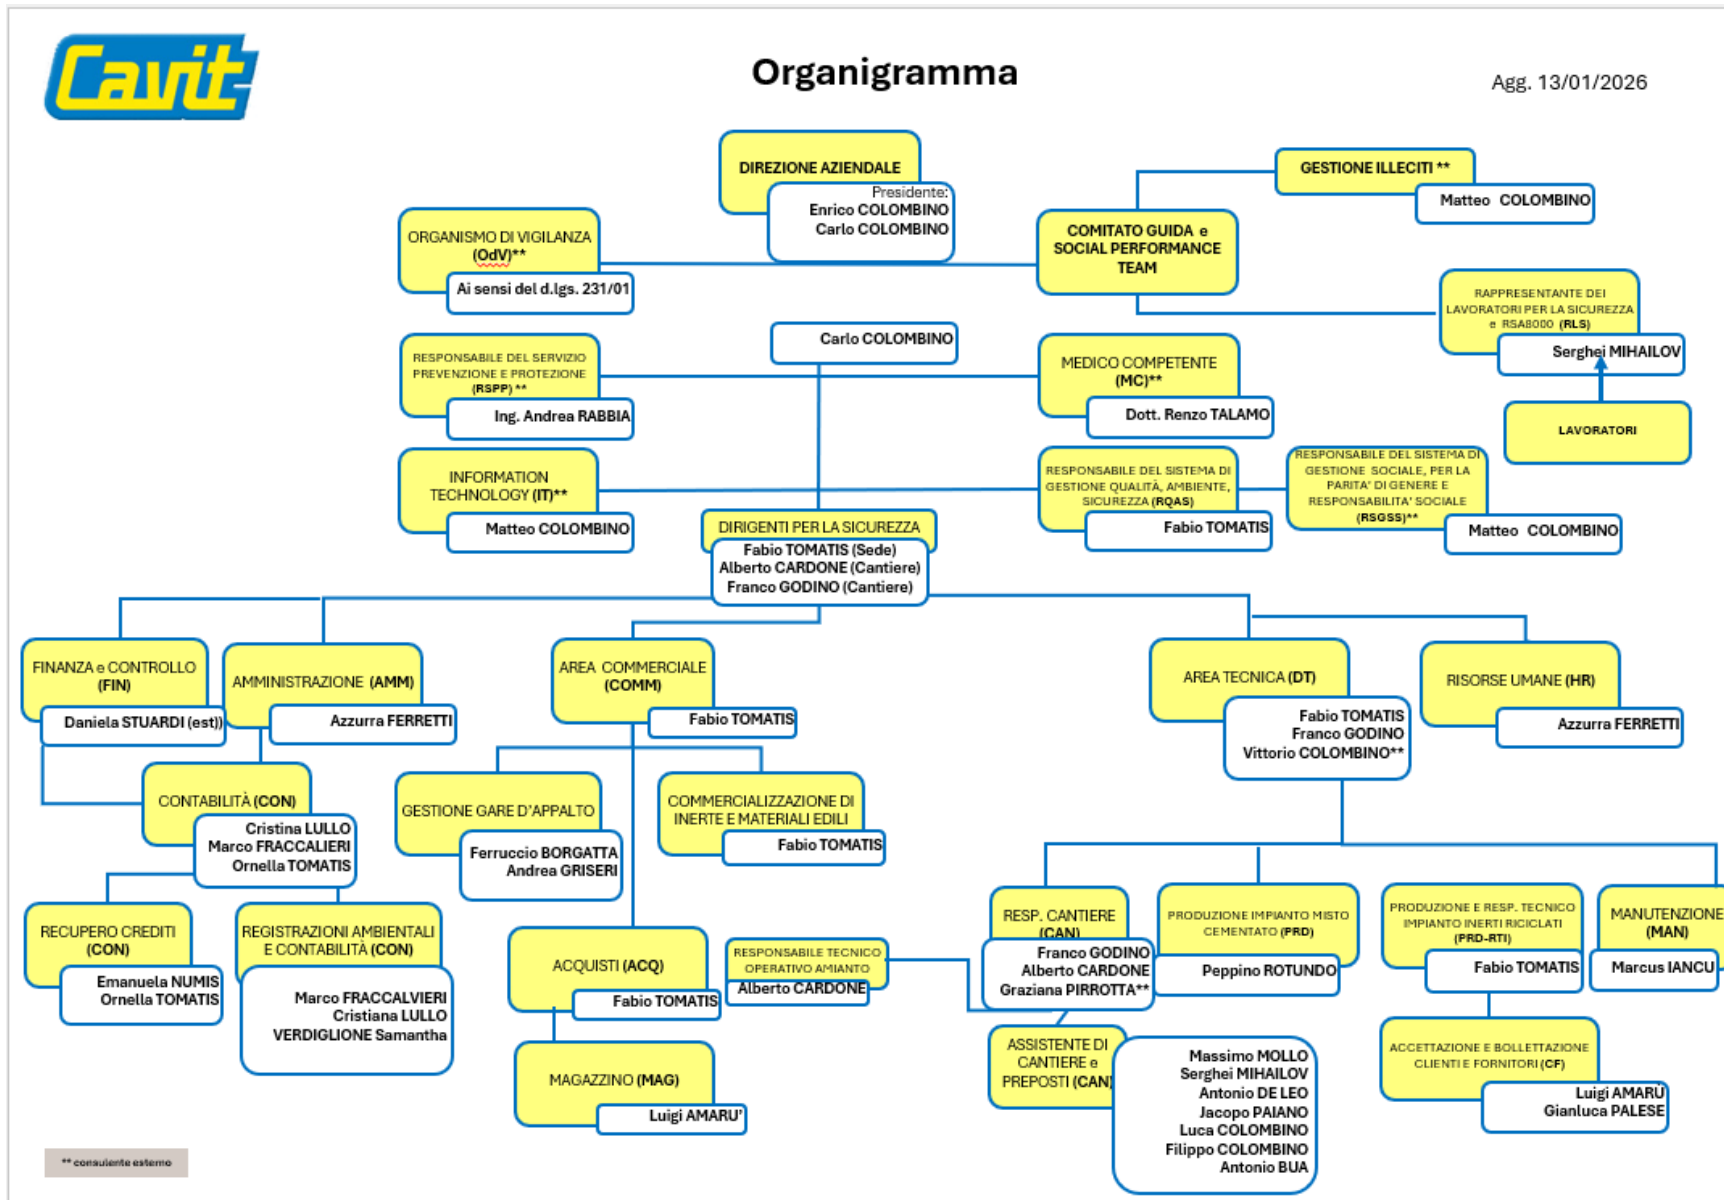 Cavit
Organigramma
Agg. 13/01/2026
DIREZIONE AZIENDALE
Presidente:
Enrico COLOMBINO
Carlo COLOMBINO
GESTIONE ILLECITI **
Matteo COLOMBINO
ORGANISMO DI VIGILANZA
(OdV)**
Ai sensi del d.lgs. 231/01
COMITATO GUIDA e
SOCIAL PERFORMANCE
TEAM
RAPPRESENTANTE DEI
LAVORATORI PER LA SICUREZZA
e RSA8000 (RLS)
Serghei MIHAILOV
LAVORATORI
Carlo COLOMBINO
RESPONSABILE DEL SERVIZIO
PREVENZIONE E PROTEZIONE
(RSPP) **
Ing. Andrea RABBIA
MEDICO COMPETENTE
(MC)**
Dott. Renzo TALAMO
INFORMATION
TECHNOLOGY (IT)**
Matteo COLOMBINO
RESPONSABILE DEL SISTEMA DI
GESTIONE QUALITÀ, AMBIENTE,
SICUREZZA (RQAS)
Fabio TOMATIS
RESPONSABILE DEL SISTEMA DI
GESTIONE SOCIALE, PER LA
PARITA' DI GENERE E
RESPONSABILITA' SOCIALE
(RSGSS)**
Matteo COLOMBINO
DIRIGENTI PER LA SICUREZZA
Fabio TOMATIS (Sede)
Alberto CARDONE (Cantiere)
Franco GODINO (Cantiere)
FINANZA e CONTROLLO
(FIN)
Daniela STUARDI (est))
AMMINISTRAZIONE (AMM)
Azzurra FERRETTI
AREA COMMERCIALE
(COMM)
Fabio TOMATIS
AREA TECNICA (DT)
Fabio TOMATIS
Franco GODINO
Vittorio COLOMBINO**
RISORSE UMANE (HR)
Azzurra FERRETTI
CONTABILITÀ (CON)
Cristina LULLO
Marco FRACCALIERI
Ornella TOMATIS
GESTIONE GARE D'APPALTO
Ferruccio BORGATTA
Andrea GRISERI
COMMERCIALIZZAZIONE DI
INERTE E MATERIALI EDILI
Fabio TOMATIS
RECUPERO CREDITI
(CON)
Emanuela NUMIS
Ornella TOMATIS
REGISTRAZIONI AMBIENTALI
E CONTABILITÀ (CON)
Marco FRACCALVIERI
Cristiana LULLO
VERDIGLIONE Samantha
ACQUISTI (ACQ)
Fabio TOMATIS
RESPONSABILE TECNICO
OPERATIVO AMIANTO
Alberto CARDONE
RESP. CANTIERE
(CAN)
Franco GODINO
Alberto CARDONE
Graziana PIRROTTA**
PRODUZIONE IMPIANTO MISTO
CEMENTATO (PRD)
Peppino ROTUNDO
PRODUZIONE E RESP. TECNICO
IMPIANTO INERTI RICICLATI
(PRD-RTI)
Fabio TOMATIS
MANUTENZIONE
(MAN)
Marcus IANCU
MAGAZZINO (MAG)
Luigi AMARU'
ASSISTENTE DI
CANTIERE e
PREPOSTI (CAN)
Massimo MOLLO
Serghei MIHAILOV
Antonio DE LEO
Jacopo PAIANO
Luca COLOMBINO
Filippo COLOMBINO
Antonio BUA
ACCETTAZIONE E BOLLETTAZIONE
CLIENTI E FORNITORI (CF)
Luigi AMARÙ
Gianluca PALESE
** consulente esterno